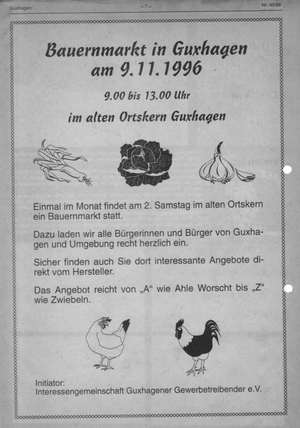 Guxhagen
- 7 -
Nr. 45/96
Bauernmarkt in Guxhagen
am 9.11.1996
9.00 bis 13.00 Uhr
im alten Ortskern Guxhagen
Einmal im Monat findet am 2. Samstag im alten Ortskern
ein Bauernmarkt statt.
Dazu laden wir alle Bürgerinnen und Bürger von Guxha-
gen und Umgebung recht herzlich ein.
Sicher finden auch Sie dort interessante Angebote di-
rekt vom Hersteller.
Das Angebot reicht von „A“ wie Ahle Worscht bis „Z“
wie Zwiebeln.
Initiator:
Interessengemeinschaft Guxhagener Gewerbetreibender e.V.